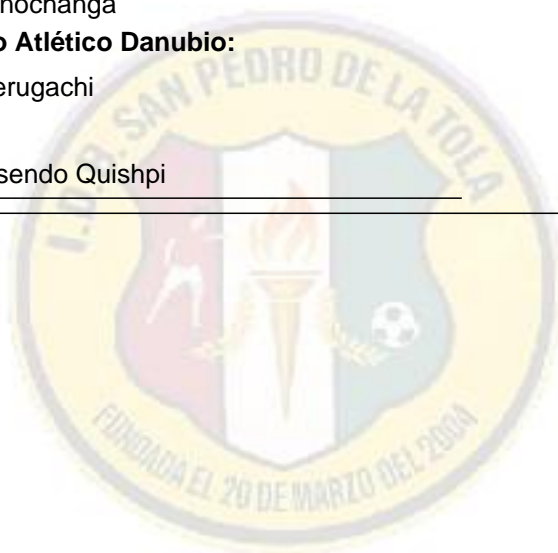 nochanga
o Atlético Danubio:
erugachi
sendo Quishpi
SAN PEDRO DE LA TOLA
FUNDADA EL 20 DE MARZO DEL 2004